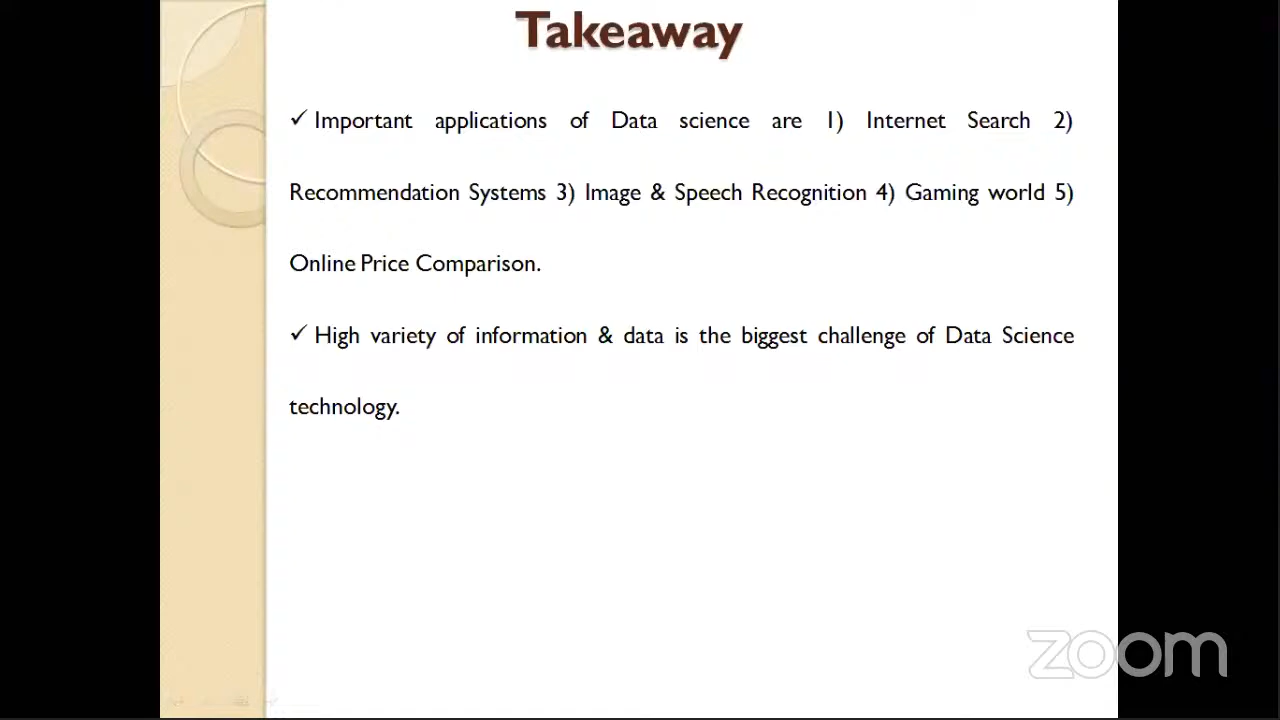 Takeaway
✓ Important applications of Data science are 1) Internet Search 2)
Recommendation Systems 3) Image & Speech Recognition 4) Gaming world 5)
Online Price Comparison.
✓ High variety of information & data is the biggest challenge of Data Science
technology.
zoom